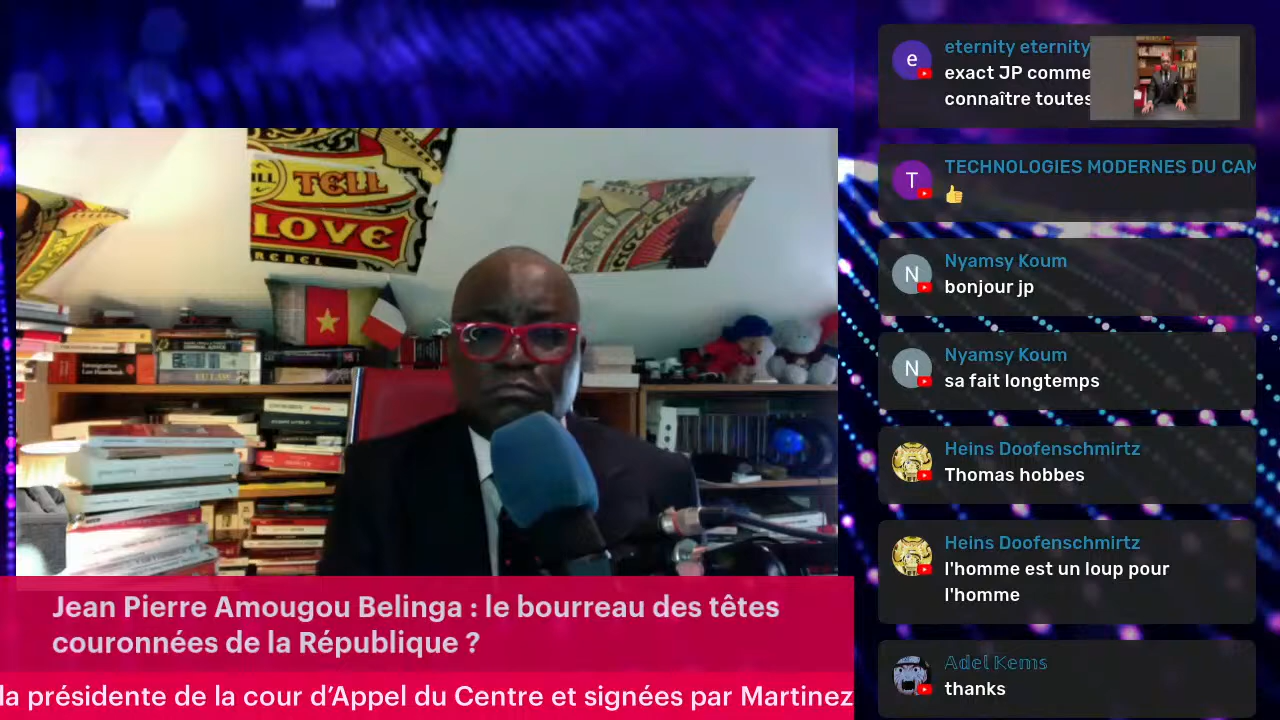 TELL
LOVE
REBEL
EU LAW
Jean Pierre Amougou Belinga : le bourreau des têtes
couronnées de la République ?
la présidente de la cour d’Appel du Centre et signées par Martinez
eternity eternity
exact JP comme
connaître toutes
T
TECHNOLOGIES MODERNES DU CAM
👍
N
Nyamsy Koum
bonjour jp
N
Nyamsy Koum
sa fait longtemps
Heins Doofenschmirtz
Thomas hobbes
Heins Doofenschmirtz
l'homme est un loup pour
l'homme
Adel Kems
thanks